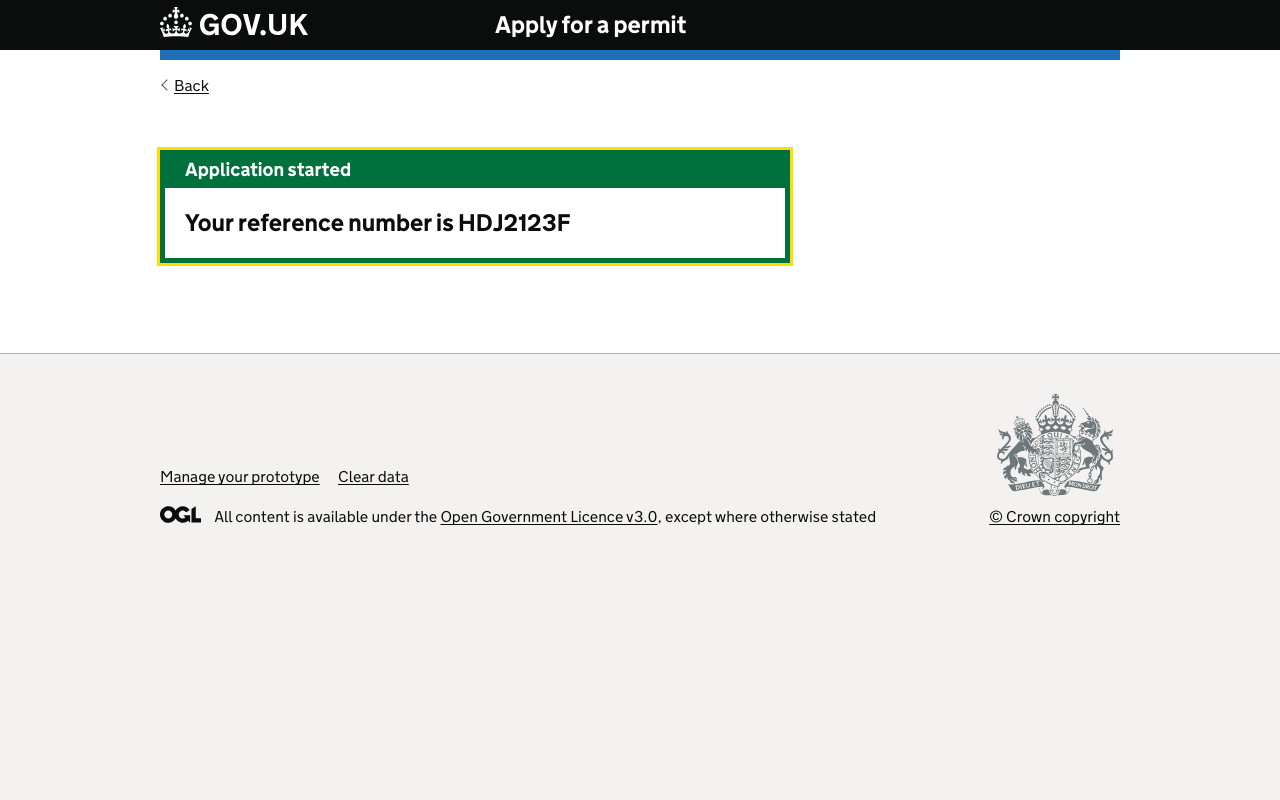 GOV.UK
Apply for a permit
Back
Application started
Your reference number is HDJ2123F
Manage your prototype Clear data
OGL All content is available under the Open Government Licence v3.0, except where otherwise stated
© Crown copyright